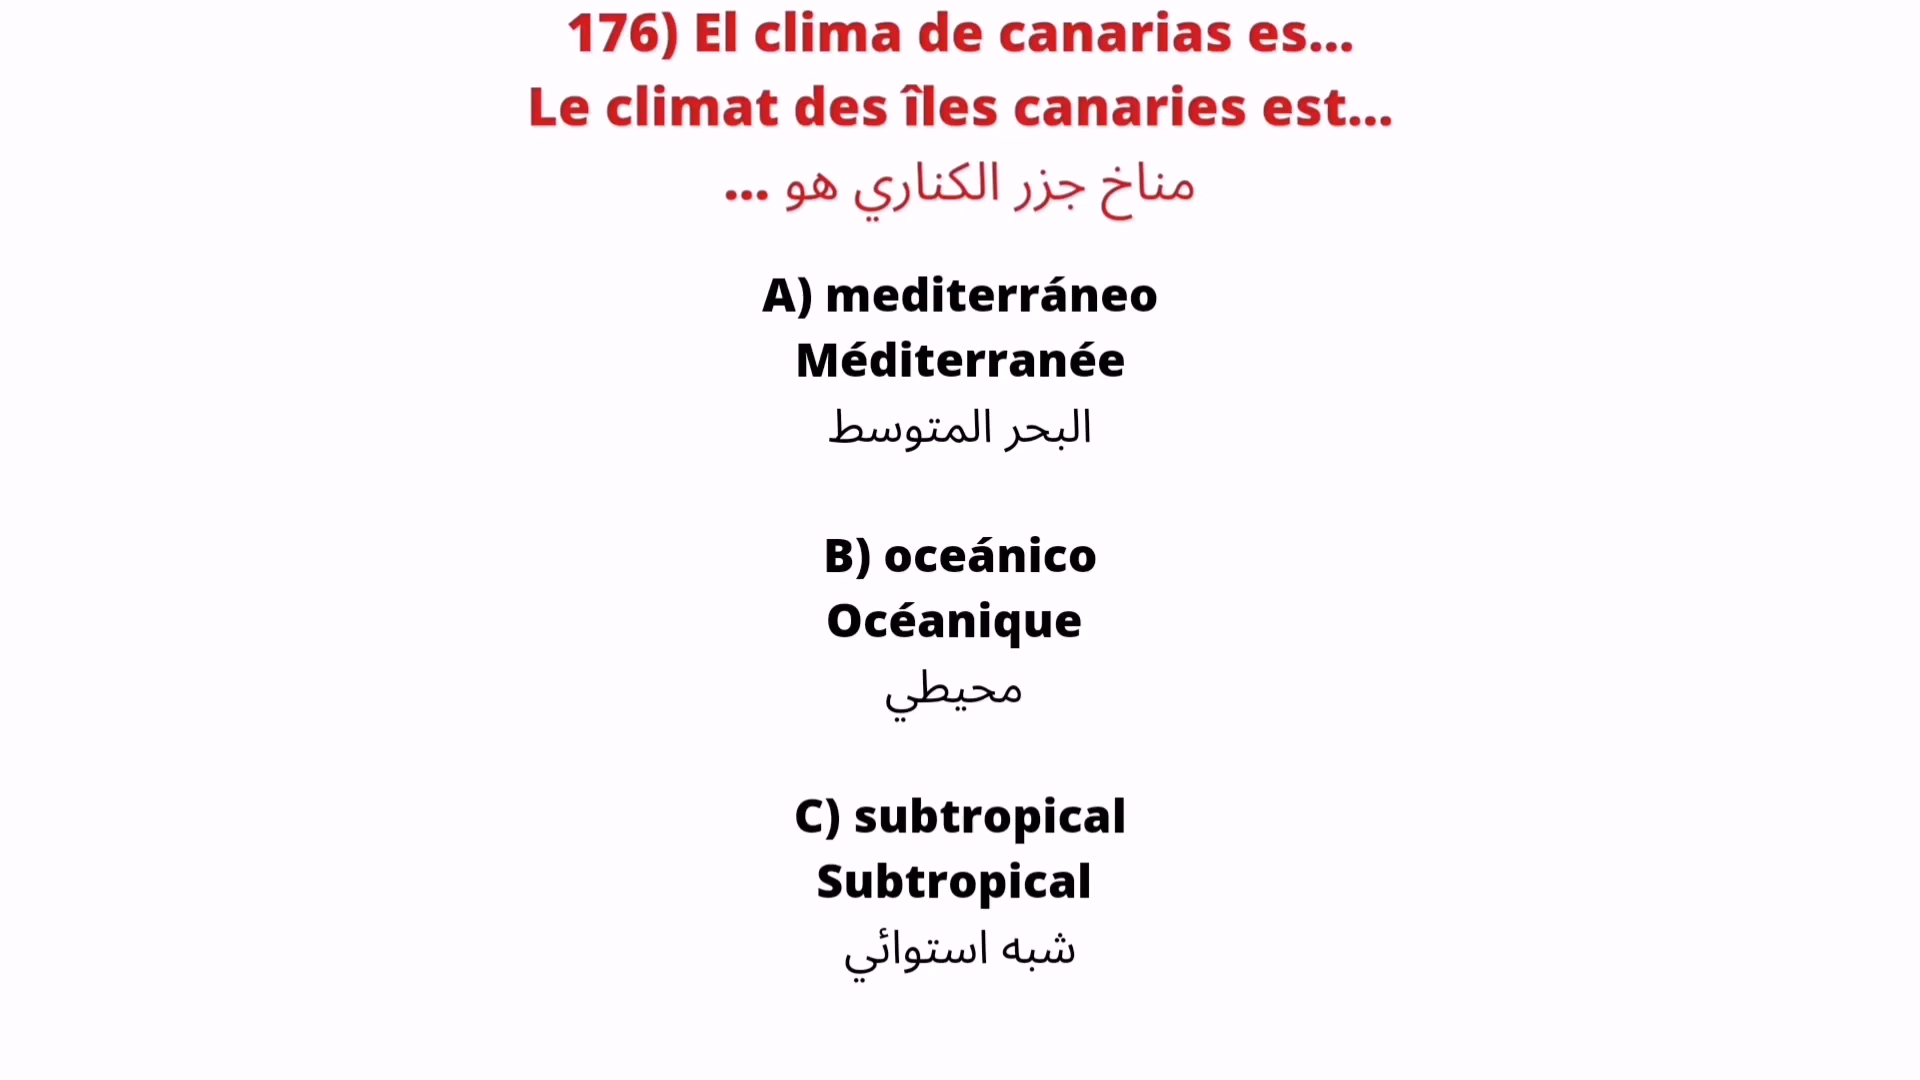 176) El clima de canarias es...
Le climat des îles canaries est...
مناخ جزر الكناري هو ...
A) mediterráneo
Méditerranée
البحر المتوسط
B) oceánico
Océanique
محيطي
C) subtropical
Subtropical
شبه استوائي